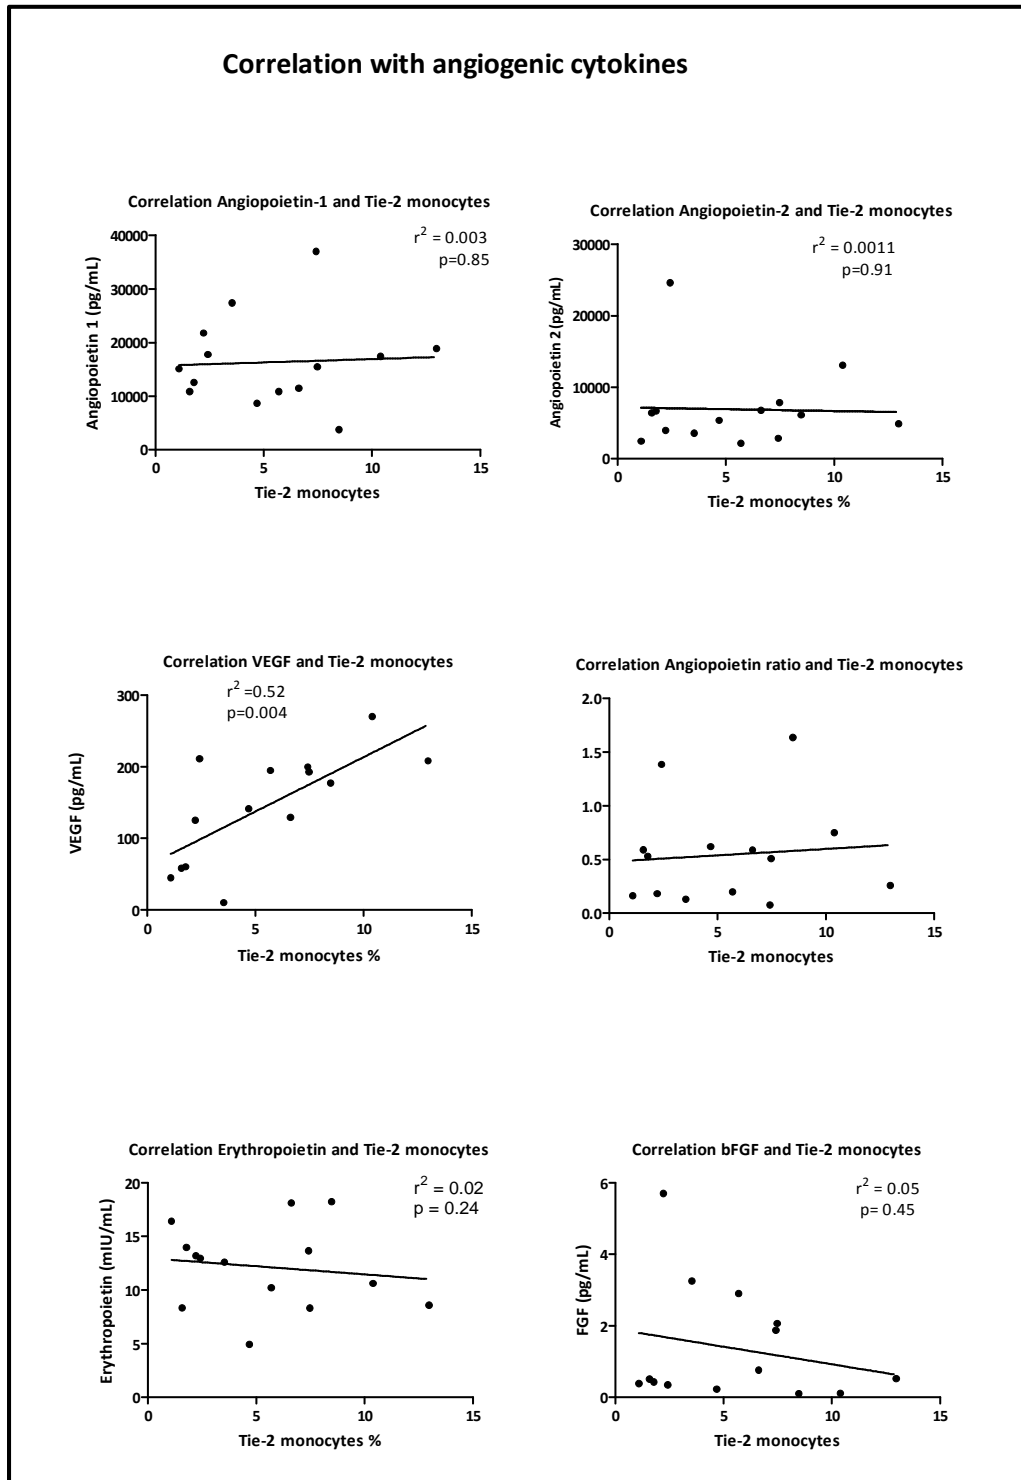 Correlation with angiogenic cytokines
Correlation Angiopoietin-1 and Tie-2 monocytes
r² = 0.003
p=0.85
40000
30000
20000
10000
0
Angiopoietin 1 (pg/mL)
0 5 10 15
Tie-2 monocytes
Correlation Angiopoietin-2 and Tie-2 monocytes
r² = 0.0011
p=0.91
30000
20000
10000
0
Angiopoietin 2 (pg/mL)
0 5 10 15
Tie-2 monocytes %
Correlation VEGF and Tie-2 monocytes
r² =0.52
p=0.004
300
200
100
0
VEGF (pg/mL)
0 5 10 15
Tie-2 monocytes %
Correlation Angiopoietin ratio and Tie-2 monocytes
2.0
1.5
1.0
0.5
0.0
0 5 10 15
Tie-2 monocytes
Correlation Erythropoietin and Tie-2 monocytes
r² = 0.02
p = 0.24
20
15
10
5
0
Erythropoietin (mIU/mL)
0 5 10 15
Tie-2 monocytes %
Correlation bFGF and Tie-2 monocytes
r² = 0.05
p= 0.45
6
4
2
0
FGF (pg/mL)
0 5 10 15
Tie-2 monocytes